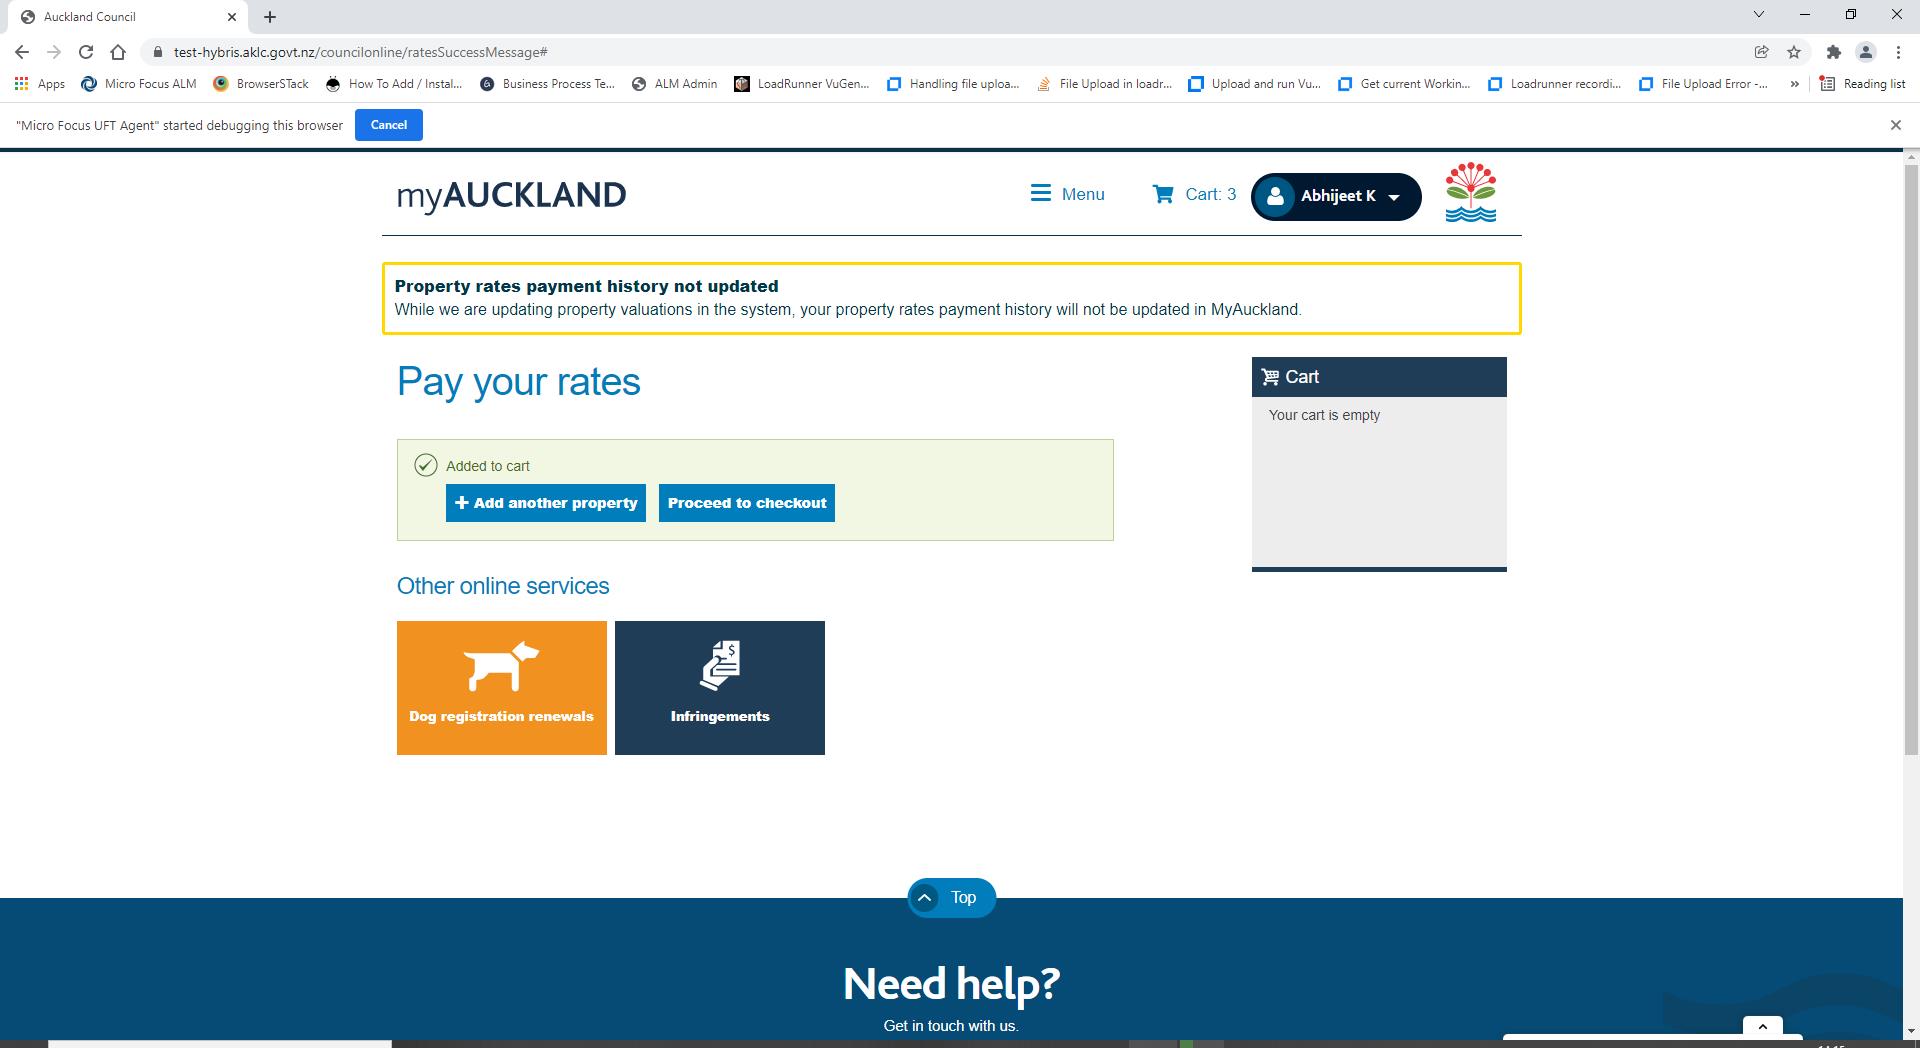 Auckland Council
test-hybris.aklc.govt.nz/councilonline/ratesSuccessMessage#
Apps
Micro Focus ALM
BrowserSTack
How To Add / Instal...
Business Process Te...
ALM Admin
LoadRunner VuGen...
Handling file uploa...
File Upload in loadr...
Upload and run Vu...
Get current Workin...
Loadrunner recordi...
File Upload Error -...
»
Reading list
"Micro Focus UFT Agent" started debugging this browser
Cancel
myAUCKLAND
Menu
Cart: 3
Abhijeet K
Property rates payment history not updated
While we are updating property valuations in the system, your property rates payment history will not be updated in MyAuckland.
Pay your rates
Cart
Your cart is empty
Added to cart
+ Add another property
Proceed to checkout
Other online services
$
Dog registration renewals
Infringements
Top
Need help?
Get in touch with us.